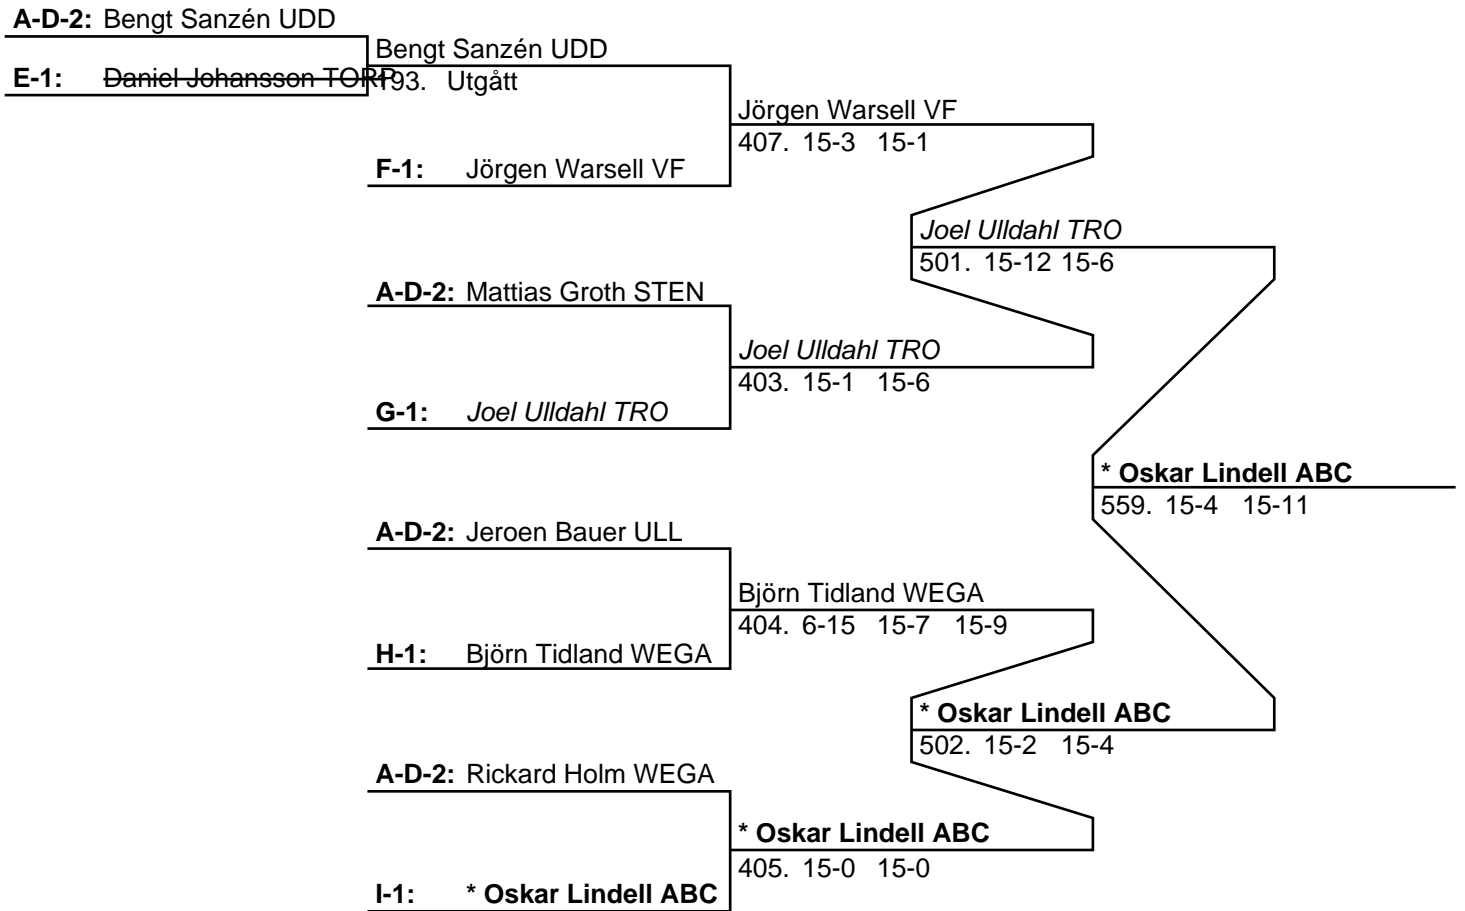 A-D-2: Bengt Sanzén UDD
Bengt Sanzén UDD
E-1: Daniel Johansson TORP
193. Utgått
Jörgen Warsell VF
407. 15-3 15-1
F-1: Jörgen Warsell VF
Joel Ulldahl TRO
501. 15-12 15-6
A-D-2: Mattias Groth STEN
Joel Ulldahl TRO
403. 15-1 15-6
G-1: Joel Ulldahl TRO
* Oskar Lindell ABC
559. 15-4 15-11
A-D-2: Jeroen Bauer ULL
Björn Tidland WEGA
404. 6-15 15-7 15-9
H-1: Björn Tidland WEGA
* Oskar Lindell ABC
502. 15-2 15-4
A-D-2: Rickard Holm WEGA
* Oskar Lindell ABC
405. 15-0 15-0
I-1: * Oskar Lindell ABC